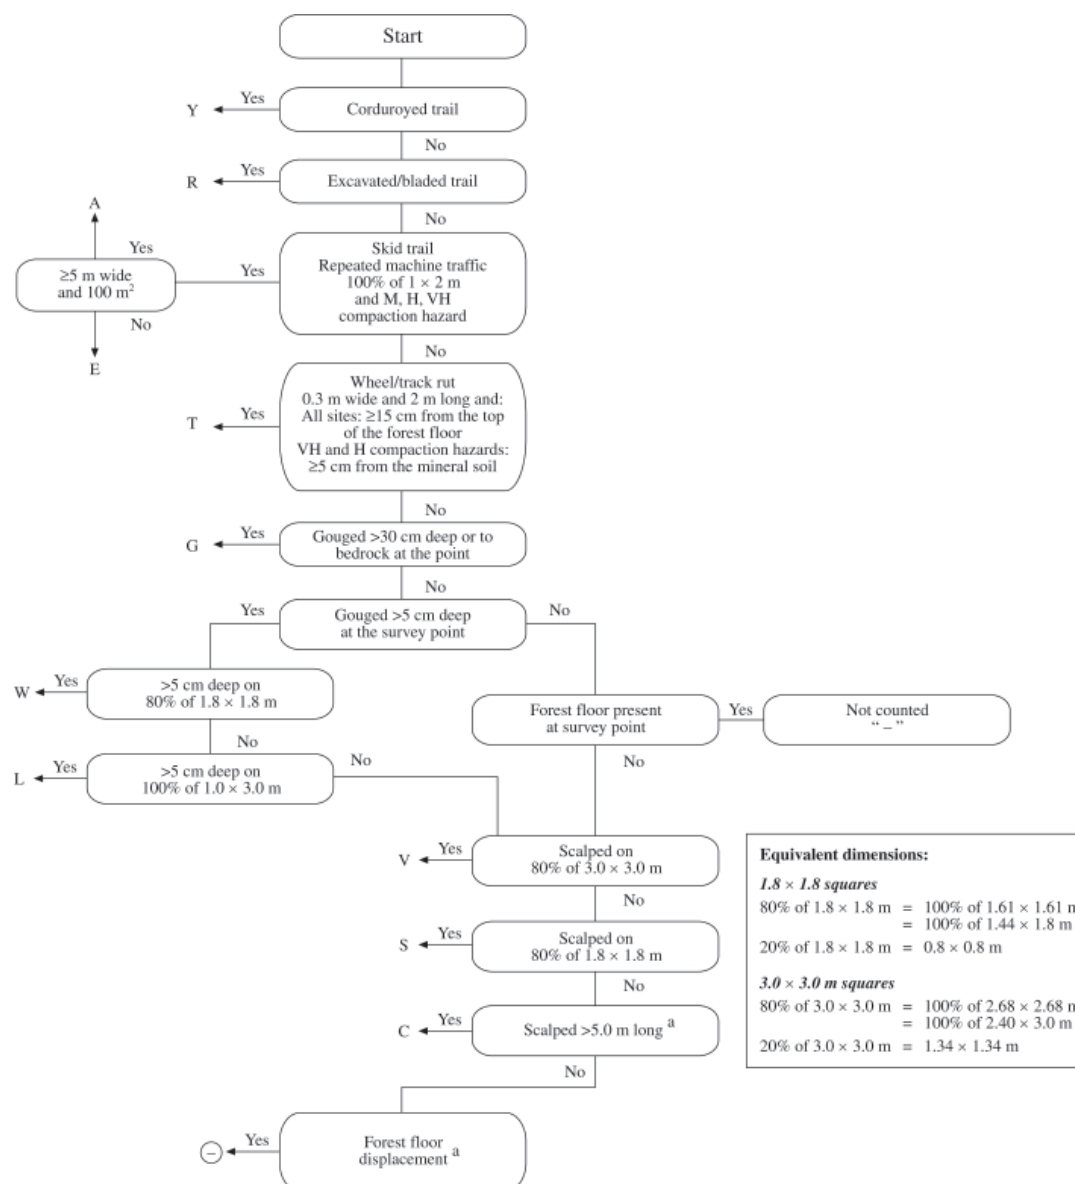 Start
Yes
Y
Corduroyed trail
No
Yes
R
Excavated/bladed trail
No
A
Yes
≥5 m wide
and 100 m²
No
E
Yes
Skid trail
Repeated machine traffic
100% of 1 × 2 m
and M, H, VH
compaction hazard
No
Yes
T
Wheel/track rut
0.3 m wide and 2 m long and:
All sites: ≥15 cm from the top
of the forest floor
VH and H compaction hazards:
≥5 cm from the mineral soil
No
Yes
G
Gouged >30 cm deep or to
bedrock at the point
No
Yes
Gouged >5 cm deep
at the survey point
No
Yes
W
>5 cm deep on
80% of 1.8 × 1.8 m
No
Forest floor present
at survey point
Yes
Not counted
“ – ”
No
Yes
L
>5 cm deep on
100% of 1.0 × 3.0 m
No
Yes
V
Scalped on
80% of 3.0 × 3.0 m
No
Yes
S
Scalped on
80% of 1.8 × 1.8 m
No
Yes
C
Scalped >5.0 m long a
No
Yes
–
Forest floor
displacement a
Equivalent dimensions:
1.8 × 1.8 squares
80% of 1.8 × 1.8 m = 100% of 1.61 × 1.61 m
= 100% of 1.44 × 1.8 m
20% of 1.8 × 1.8 m = 0.8 × 0.8 m
3.0 × 3.0 m squares
80% of 3.0 × 3.0 m = 100% of 2.68 × 2.68 m
= 100% of 2.40 × 3.0 m
20% of 3.0 × 3.0 m = 1.34 × 1.34 m